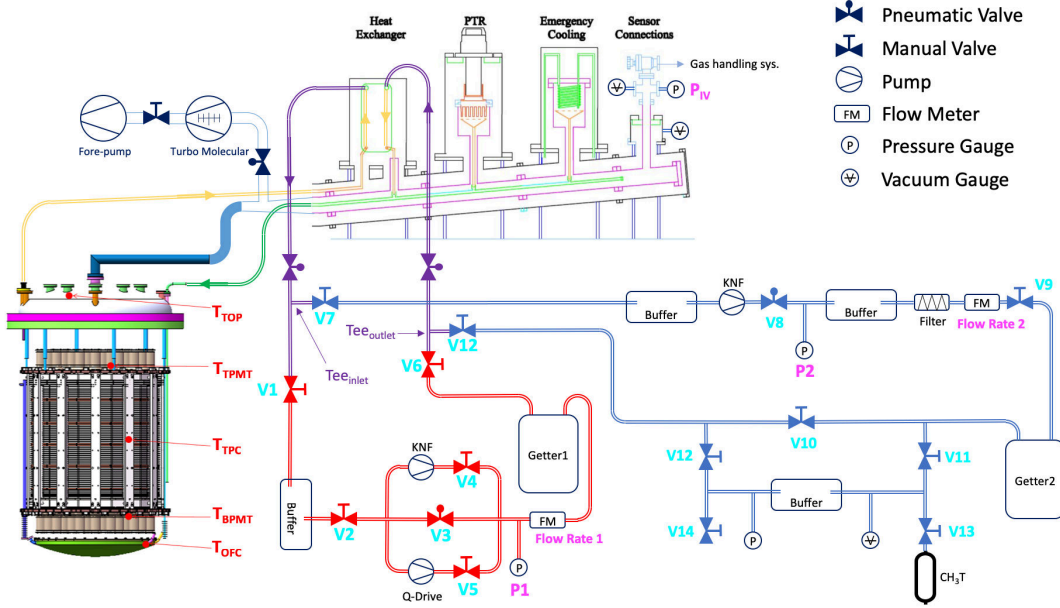 Heat
Exchanger
PTR
Emergency
Cooling
Sensor
Connections
Gas handling sys.
V
P
P_IV
V
Pneumatic Valve
Manual Valve
Pump
FM Flow Meter
P Pressure Gauge
V Vacuum Gauge
Fore-pump
Turbo Molecular
T_TOP
T_TPMT
T_TPC
T_BPMT
T_OFC
V7
Tee_inlet
Tee_outlet
V12
V6
V1
Buffer
KNF
V8
P
P2
Buffer
Filter
FM
Flow Rate 2
V9
Getter1
Buffer
V2
KNF
V4
V3
V5
Q-Drive
P
P1
FM
Flow Rate 1
V10
V12
V11
Buffer
V14
P
V
V13
CH₃T
Getter2